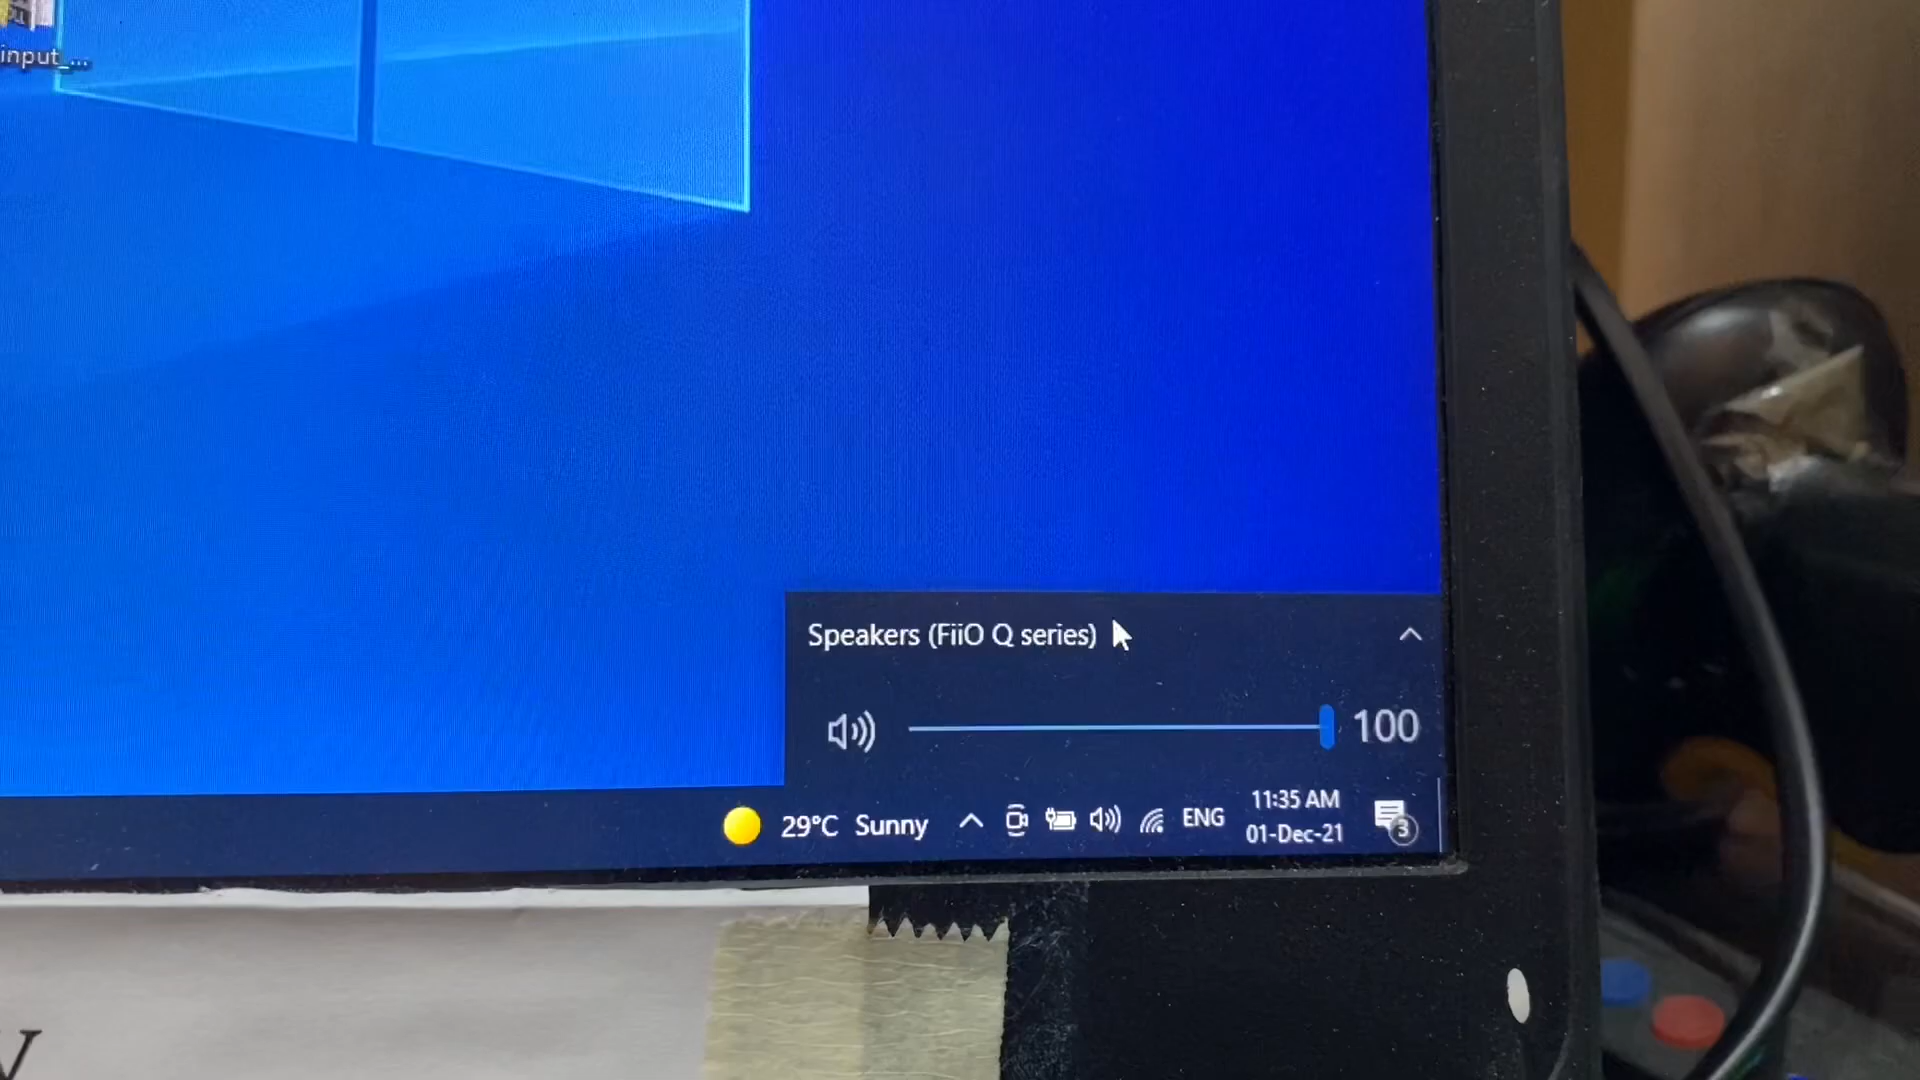 input_...
Speakers (FiiO Q series)
100
29°C Sunny
ENG
11:35 AM
01-Dec-21
3